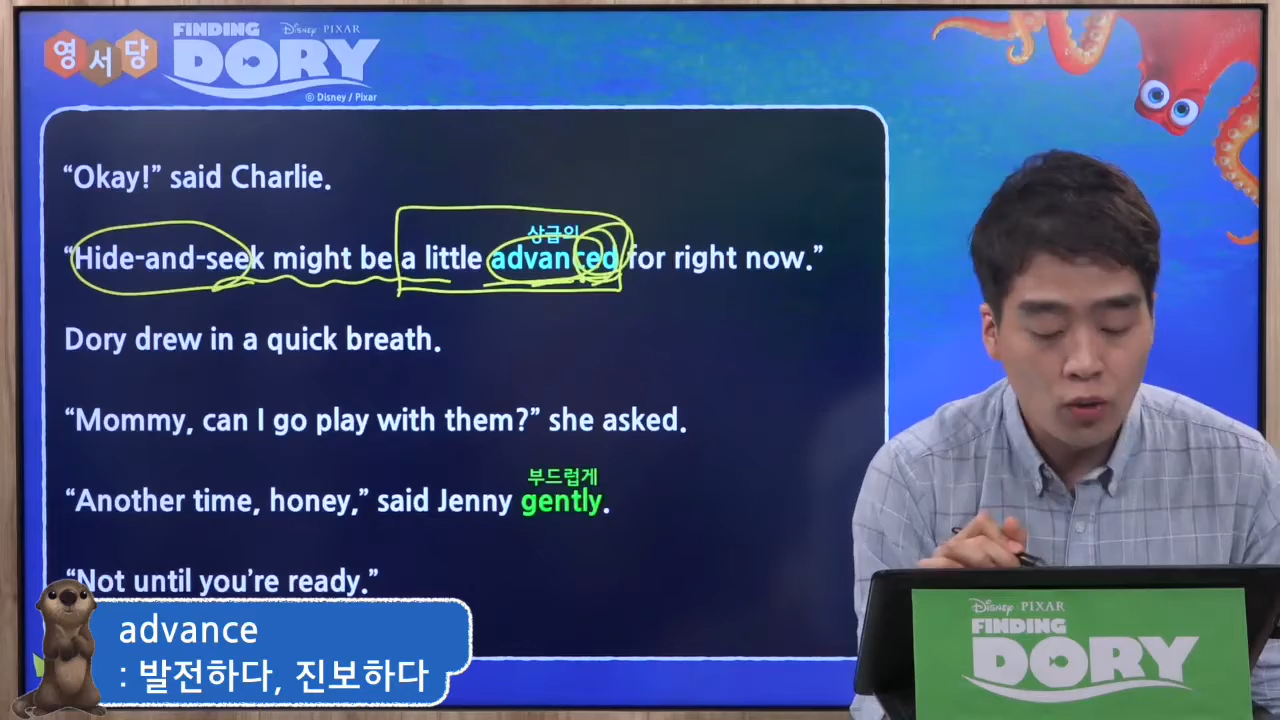 영서당
FINDING
Disney PIXAR
DORY
© Disney / Pixar
“Okay!” said Charlie.
상급의
“Hide-and-seek might be a little advanced for right now.”
Dory drew in a quick breath.
“Mommy, can I go play with them?” she asked.
부드럽게
“Another time, honey,” said Jenny gently.
“Not until you’re ready.”
advance
: 발전하다, 진보하다
Disney PIXAR
FINDING
DORY